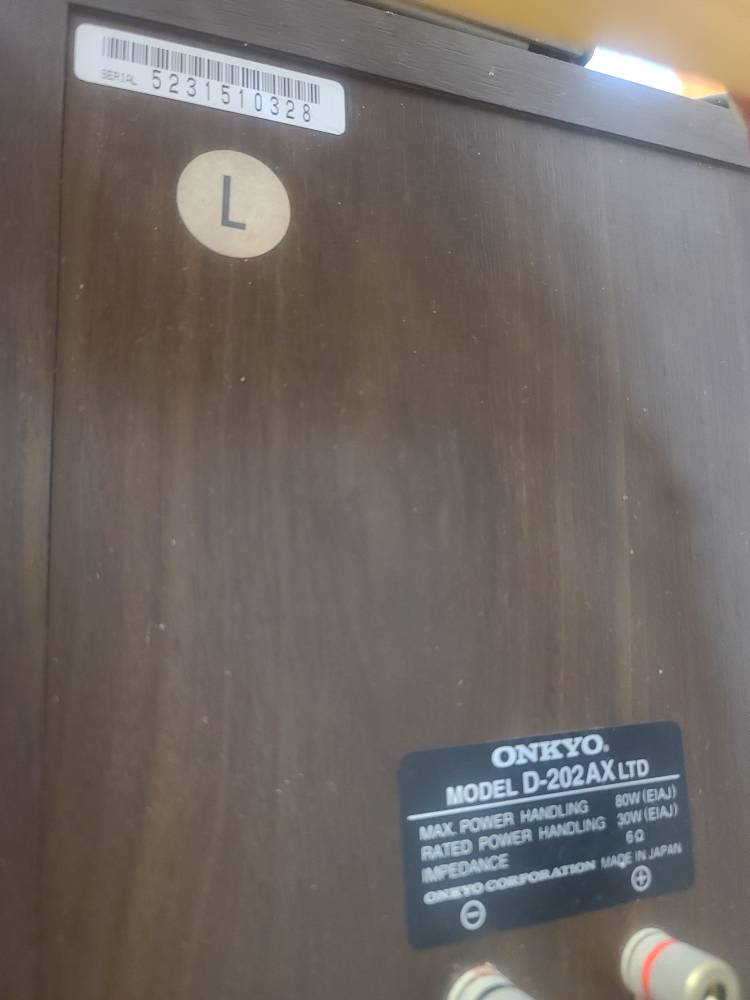 SERIAL 5231510328
L
ONKYO®
MODEL D-202AX LTD
MAX. POWER HANDLING 80W (EIAJ)
RATED POWER HANDLING 30W (EIAJ)
IMPEDANCE 6Ω
ONKYO CORPORATION MADE IN JAPAN
⊖ ⊕